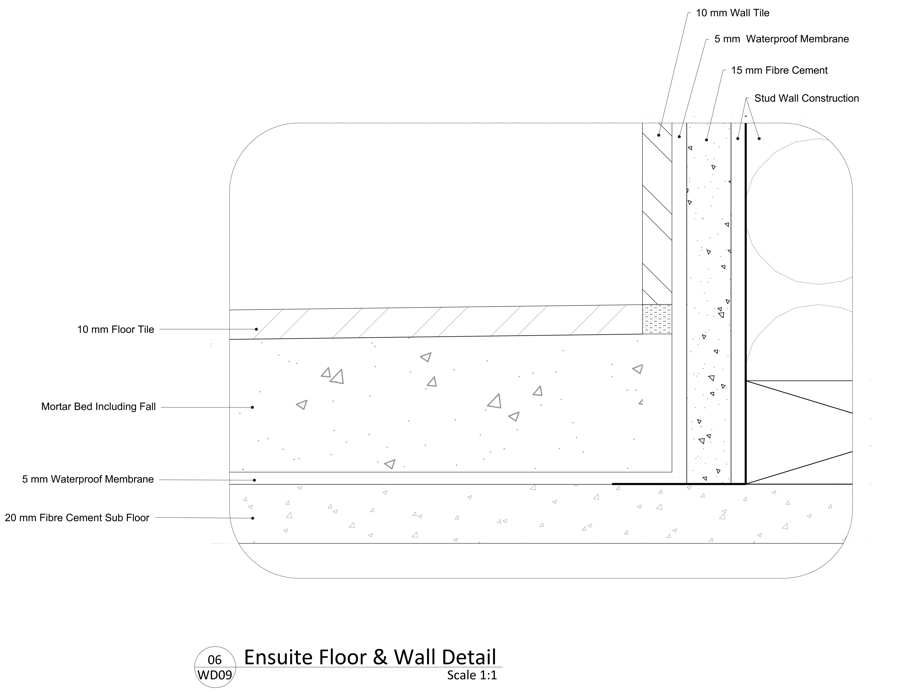 10 mm Wall Tile
5 mm  Waterproof Membrane
15 mm Fibre Cement
Stud Wall Construction
10 mm Floor Tile
Mortar Bed Including Fall
5 mm Waterproof Membrane
20 mm Fibre Cement Sub Floor
06
WD09
Ensuite Floor & Wall Detail
Scale 1:1